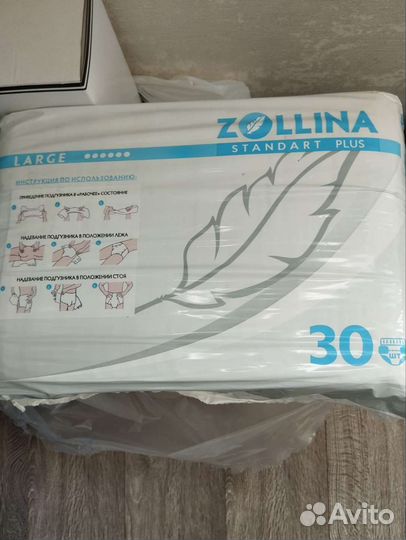 ZOLLINA
STANDART PLUS
LARGE
ИНСТРУКЦИЯ ПО ИСПОЛЬЗОВАНИЮ:
ПРИВЕДЕНИЕ ПОДГУЗНИКА В «РАБОЧЕЕ» СОСТОЯНИЕ
НАДЕВАНИЕ ПОДГУЗНИКА В ПОЛОЖЕНИИ ЛЕЖА
НАДЕВАНИЕ ПОДГУЗНИКА В ПОЛОЖЕНИИ СТОЯ
30
ШТ
Avito